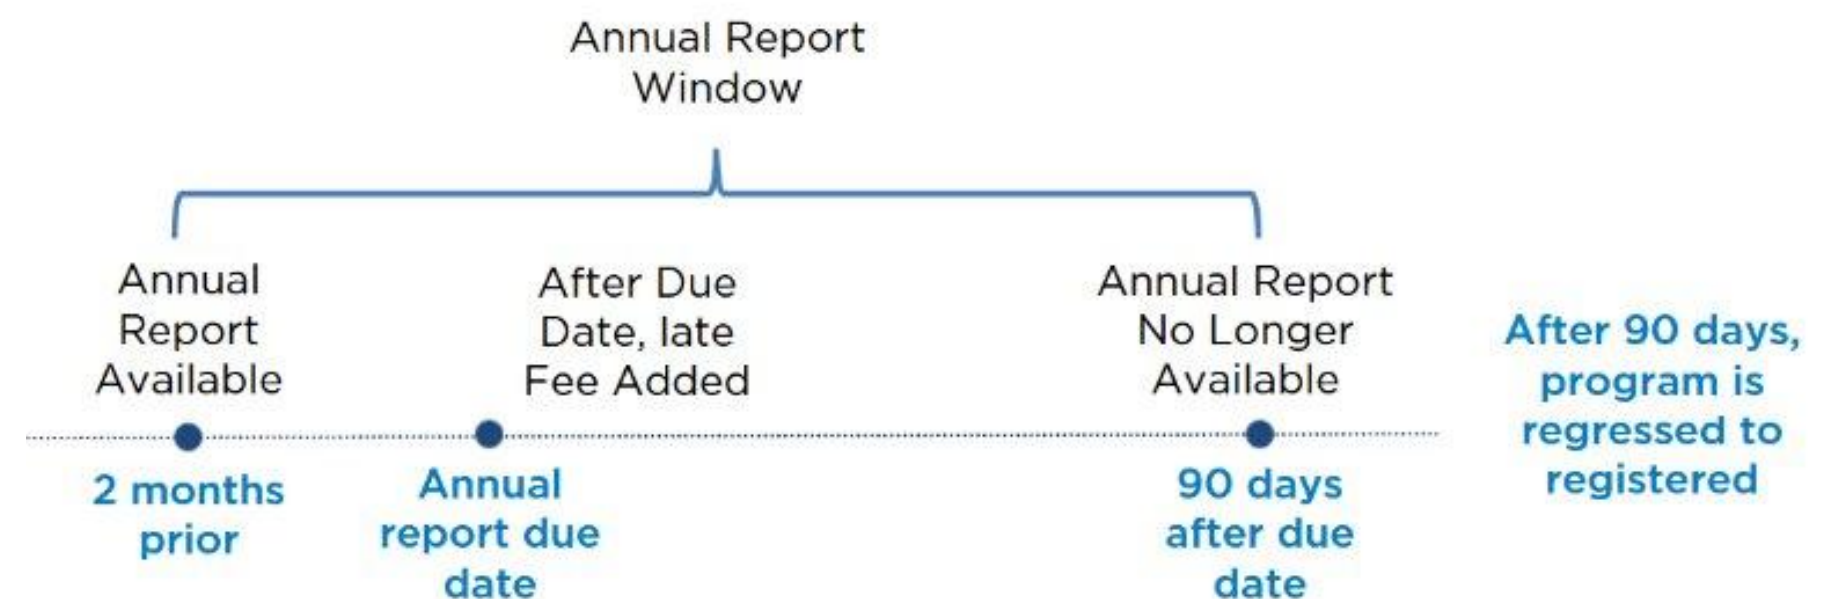 Annual Report
Window
Annual
Report
Available
After Due
Date, late
Fee Added
Annual Report
No Longer
Available
After 90 days,
program is
regressed to
registered
2 months
prior
Annual
report due
date
90 days
after due
date